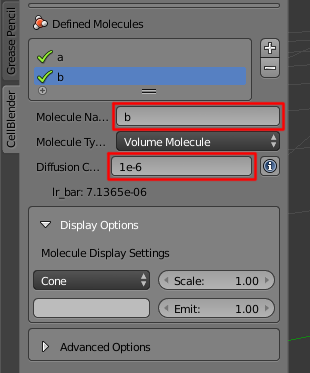 Grease Pencil
CellBlender
Defined Molecules
a
b
Molecule Na... b
Molecule Ty... Volume Molecule
Diffusion C... 1e-6
lr_bar: 7.1365e-06
Display Options
Molecule Display Settings
Cone Scale: 1.00
Emit: 1.00
Advanced Options